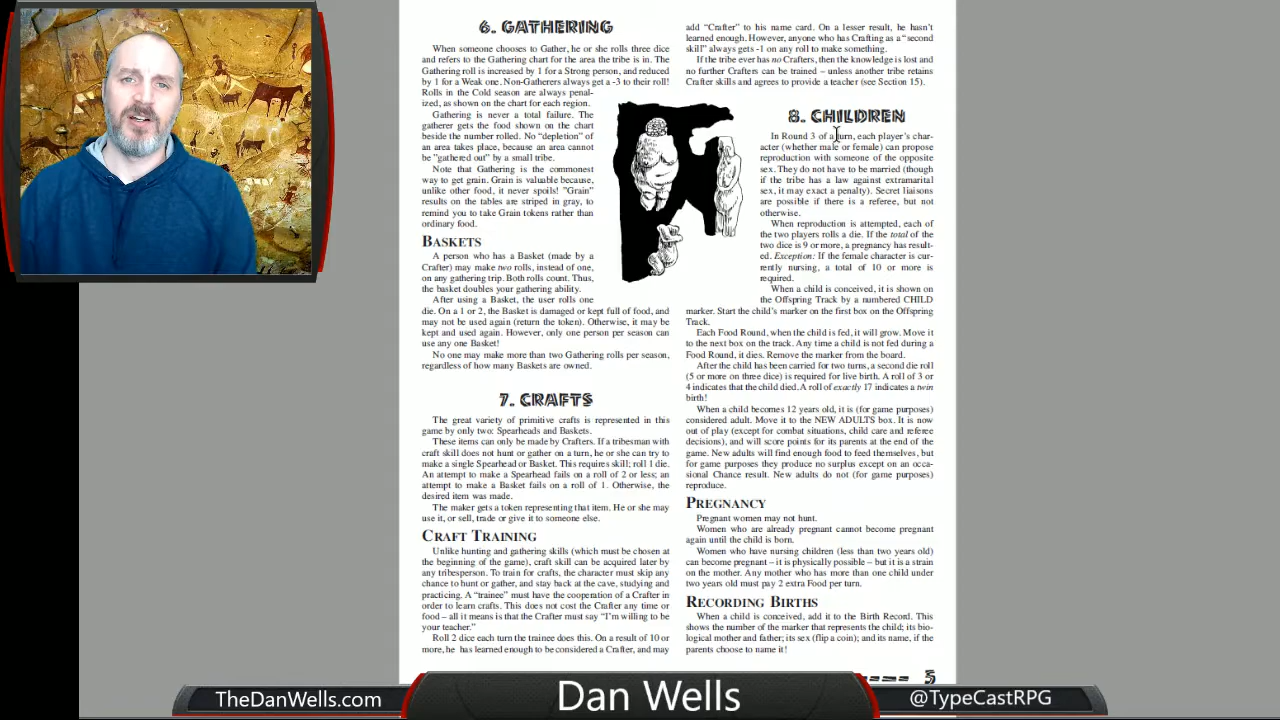 6. GATHERING
When someone chooses to Gather, he or she rolls three dice
and refers to the Gathering chart for the area the tribe is in. The
Gathering roll is increased by 1 for a Strong person, and reduced
by 1 for a Weak one. Non-Gatherers always get a -3 to their roll!
Rolls in the Cold season are always penal-
ized, as shown on the chart for each region.
Gathering is never a total failure. The
gatherer gets the food shown on the chart
beside the number rolled. No “depletion” of
an area takes place, because an area cannot
be ”gathered out” by a small tribe.
Note that Gathering is the commonest
way to get grain. Grain is valuable because,
unlike other food, it never spoils! ”Grain”
results on the tables are striped in gray, to
remind you to take Grain tokens rather than
ordinary food.
BASKETS
A person who has a Basket (made by a
Crafter) may make two rolls, instead of one,
on any gathering trip. Both rolls count. Thus,
the basket doubles your gathering ability.
After using a Basket, the user rolls one
die. On a 1 or 2, the Basket is damaged or kept full of food, and
may not be used again (return the token). Otherwise, it may be
kept and used again. However, only one person per season can
use any one Basket!
No one may make more than two Gathering rolls per season,
regardless of how many Baskets are owned.
7. CRAFTS
The great variety of primitive crafts is represented in this
game by only two: Spearheads and Baskets.
These items can only be made by Crafters. If a tribesman with
craft skill does not hunt or gather on a turn, he or she can try to
make a single Spearhead or Basket. This requires skill; roll 1 die.
An attempt to make a Spearhead fails on a roll of 2 or less; an
attempt to make a Basket fails on a roll of 1. Otherwise, the
desired item was made.
The maker gets a token representing that item. He or she may
use it, or sell, trade or give it to someone else.
CRAFT TRAINING
Unlike hunting and gathering skills (which must be chosen at
the beginning of the game), craft skill can be acquired later by
any tribesperson. To train for crafts, the character must skip any
chance to hunt or gather, and stay back at the cave, studying and
practicing. A “trainee” must have the cooperation of a Crafter in
order to learn crafts. This does not cost the Crafter any time or
food – all it means is that the Crafter must say “I’m willing to be
your teacher.”
Roll 2 dice each turn the trainee does this. On a result of 10 or
more, he has learned enough to be considered a Crafter, and may
add “Crafter” to his name card. On a lesser result, he hasn’t
learned enough. However, anyone who has Crafting as a “second
skill” always gets -1 on any roll to make something.
If the tribe ever has no Crafters, then the knowledge is lost and
no further Crafters can be trained – unless another tribe retains
Crafter skills and agrees to provide a teacher (see Section 15).
8. CHILDREN
In Round 3 of a turn, each player’s char-
acter (whether male or female) can propose
reproduction with someone of the opposite
sex. They do not have to be married (though
if the tribe has a law against extramarital
sex, it may exact a penalty). Secret liaisons
are possible if there is a referee, but not
otherwise.
When reproduction is attempted, each of
the two players rolls a die. If the total of the
two dice is 9 or more, a pregnancy has result-
ed. Exception: If the female character is cur-
rently nursing, a total of 10 or more is
required.
When a child is conceived, it is shown on
the Offspring Track by a numbered CHILD
marker. Start the child’s marker on the first box on the Offspring
Track.
Each Food Round, when the child is fed, it will grow. Move it
to the next box on the track. Any time a child is not fed during a
Food Round, it dies. Remove the marker from the board.
After the child has been carried for two turns, a second die roll
(5 or more on three dice) is required for live birth. A roll of 3 or
4 indicates that the child died. A roll of exactly 17 indicates a twin
birth!
When a child becomes 12 years old, it is (for game purposes)
considered adult. Move it to the NEW ADULTS box. It is now
out of play (except for combat situations, child care and referee
decisions), and will score points for its parents at the end of the
game. New adults will find enough food to feed themselves, but
for game purposes they produce no surplus except on an occa-
sional Chance result. New adults do not (for game purposes)
reproduce.
PREGNANCY
Pregnant women may not hunt.
Women who are already pregnant cannot become pregnant
again until the child is born.
Women who have nursing children (less than two years old)
can become pregnant – it is physically possible – but it is a strain
on the mother. Any mother who has more than one child under
two years old must pay 2 extra Food per turn.
RECORDING BIRTHS
When a child is conceived, add it to the Birth Record. This
shows the number of the marker that represents the child; its bio-
logical mother and father; its sex (flip a coin); and its name, if the
parents choose to name it!
5
TheDanWells.com
Dan Wells
@TypeCastRPG